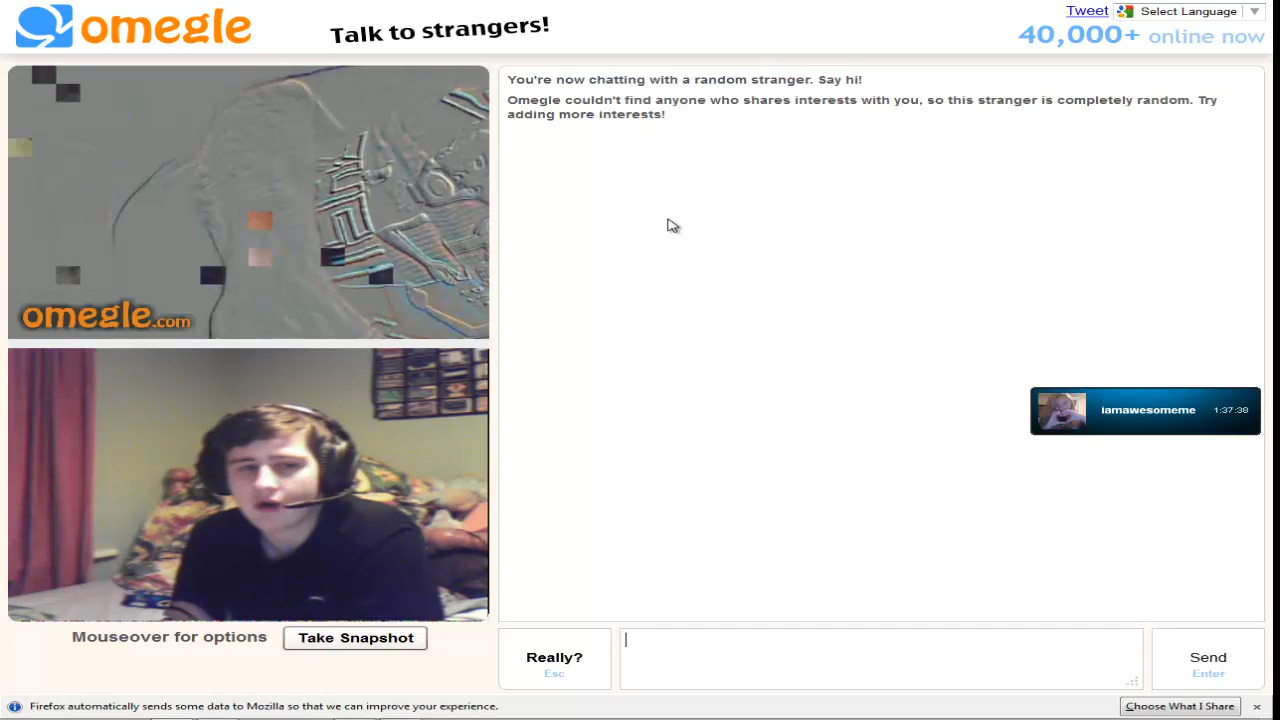 omegle
Talk to strangers!
Tweet
Select Language
40,000+ online now
You're now chatting with a random stranger. Say hi!
Omegle couldn't find anyone who shares interests with you, so this stranger is completely random. Try
adding more interests!
omegle.com
iamawesomeme 1:37:38
Mouseover for options
Take Snapshot
Really?
Esc
Send
Enter
Firefox automatically sends some data to Mozilla so that we can improve your experience.
Choose What I Share